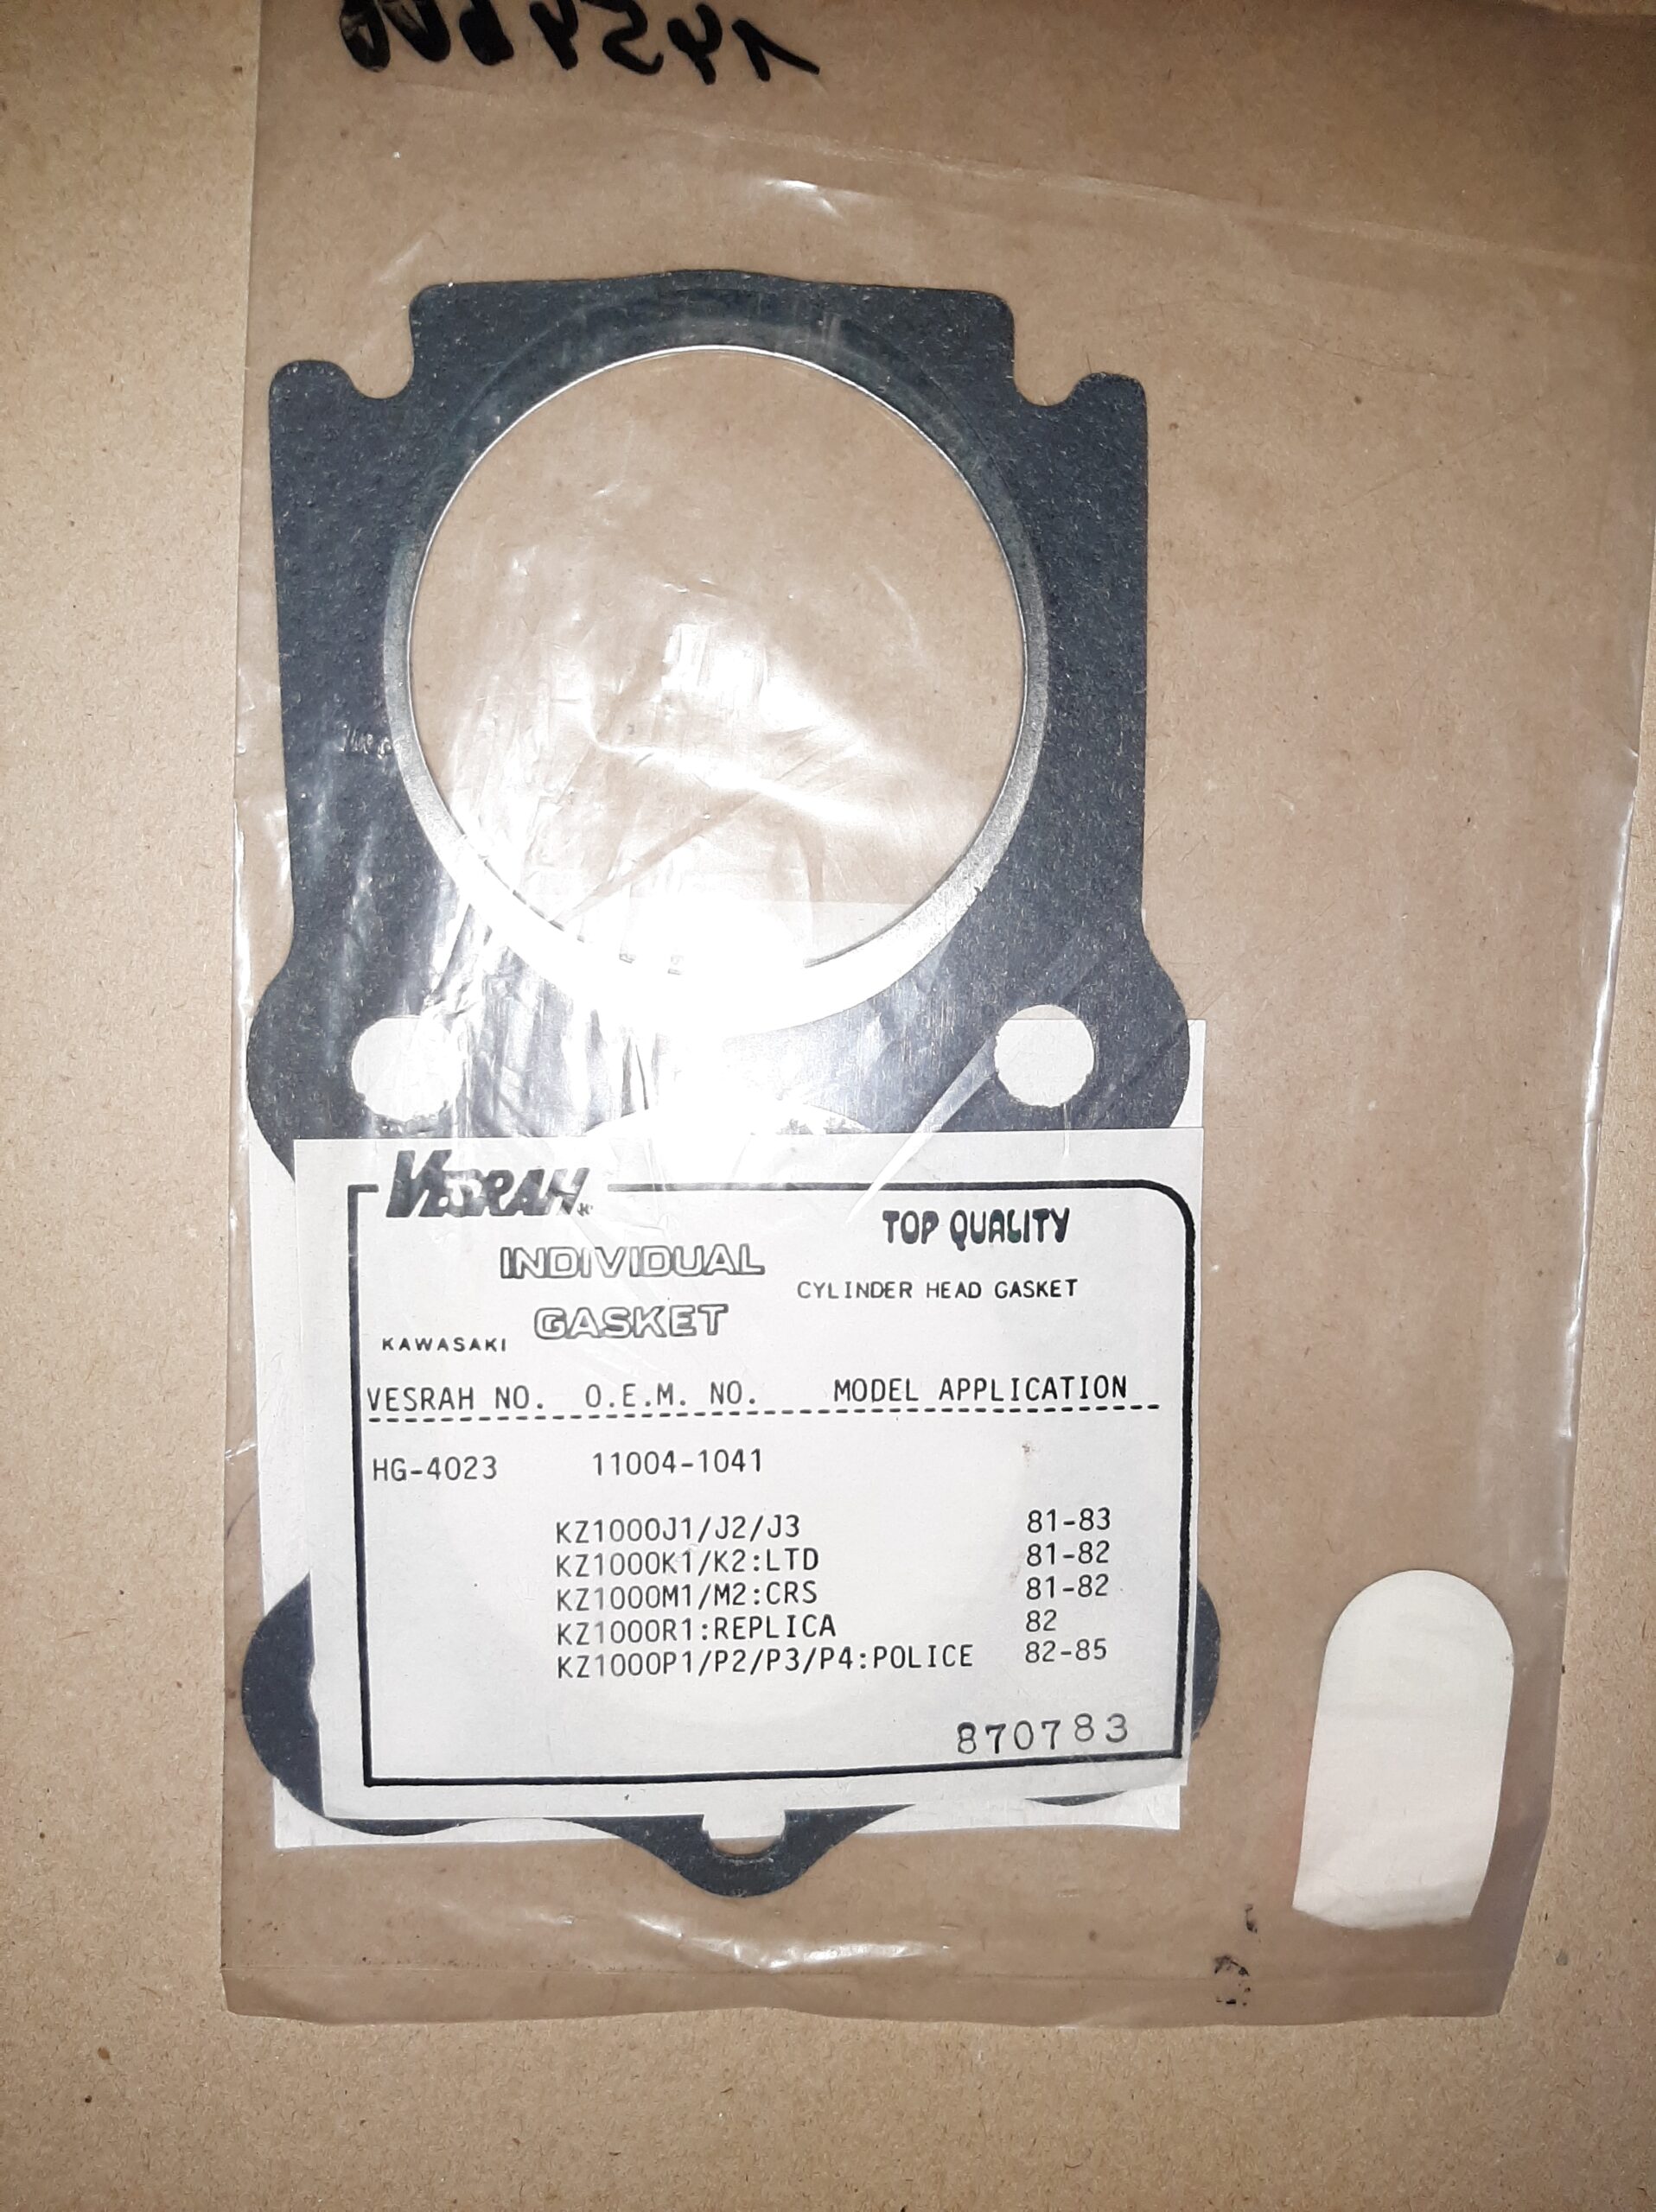 1454600
VESRAH
TOP QUALITY
INDIVIDUAL
CYLINDER HEAD GASKET
GASKET
KAWASAKI
VESRAH NO. O.E.M. NO. MODEL APPLICATION
HG-4023 11004-1041
KZ1000J1/J2/J3 81-83
KZ1000K1/K2:LTD 81-82
KZ1000M1/M2:CRS 81-82
KZ1000R1:REPLICA 82
KZ1000P1/P2/P3/P4:POLICE 82-85
870783